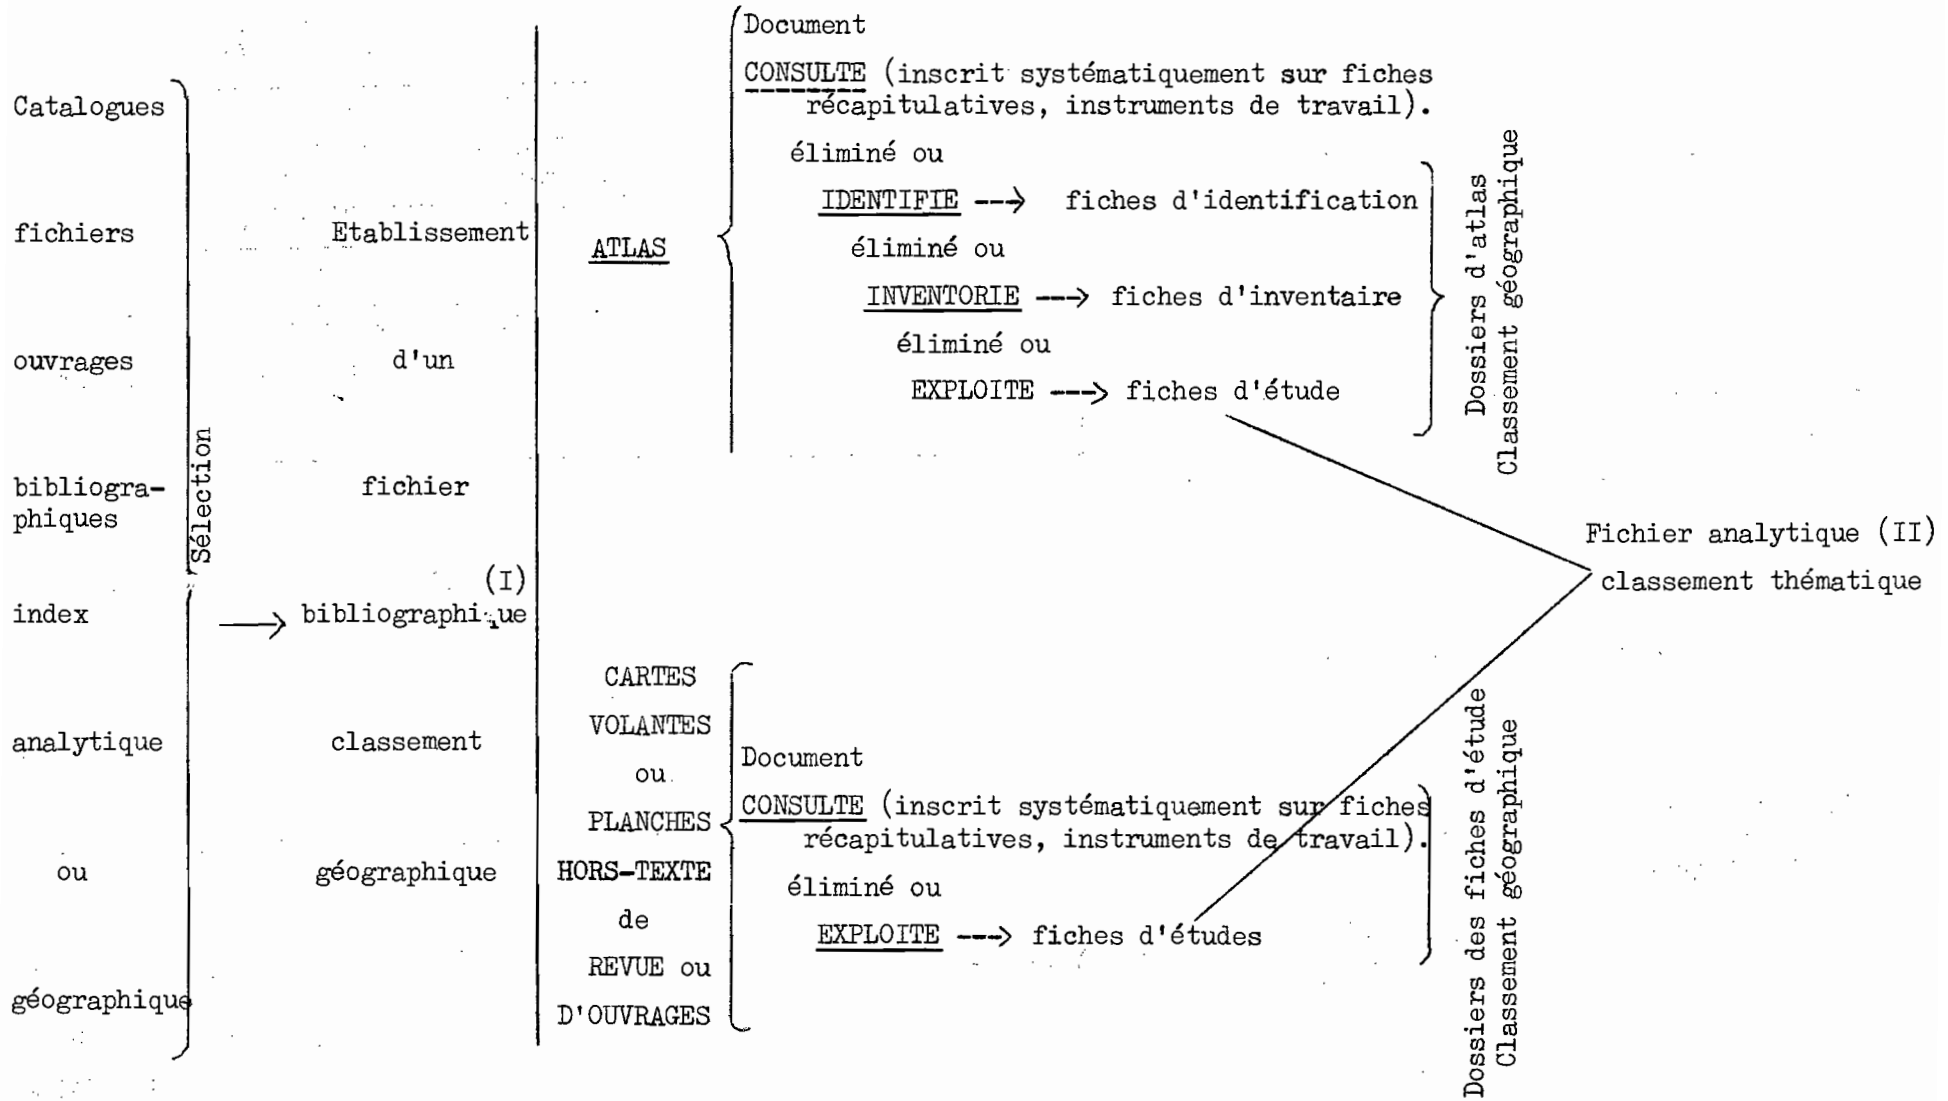 Catalogues
fichiers
ouvrages
bibliogra-
phiques
index
analytique
ou
géographique
Sélection
Etablissement
d'un
fichier
(I)
bibliographique
classement
géographique
ATLAS
Document
CONSULTE (inscrit systématiquement sur fiches
récapitulatives, instruments de travail).
éliminé ou
IDENTIFIE ---> fiches d'identification
éliminé ou
INVENTORIE ---> fiches d'inventaire
éliminé ou
EXPLOITE ---> fiches d'étude
Dossiers d'atlas
Classement géographique
CARTES
VOLANTES
ou
PLANCHES
HORS-TEXTE
de
REVUE ou
D'OUVRAGES
Document
CONSULTE (inscrit systématiquement sur fiches
récapitulatives, instruments de travail).
éliminé ou
EXPLOITE ---> fiches d'études
Dossiers des fiches d'étude
Classement géographique
Fichier analytique (II)
classement thématique